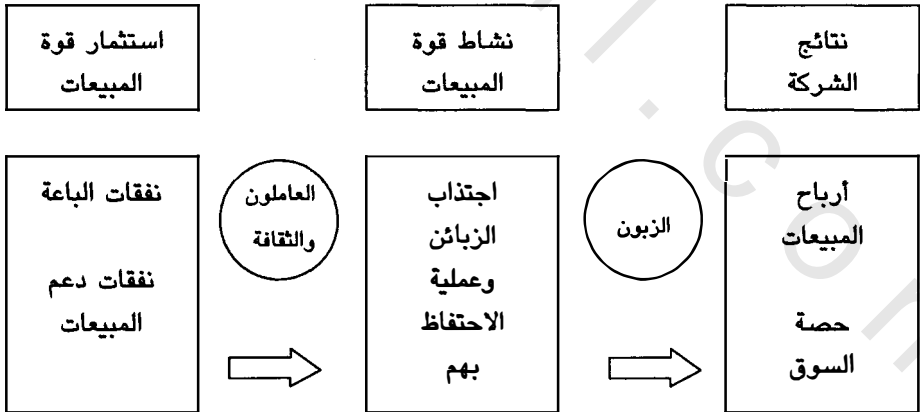 استثمار قوة
المبيعات
نشاط قوة
المبيعات
نتائج
الشركة
نفقات الباعة
نفقات دعم
المبيعات
العاملون
والثقافة
اجتذاب
الزبائن
وعملية
الاحتفاظ
بهم
الزبون
أرباح
المبيعات
حصة
السوق